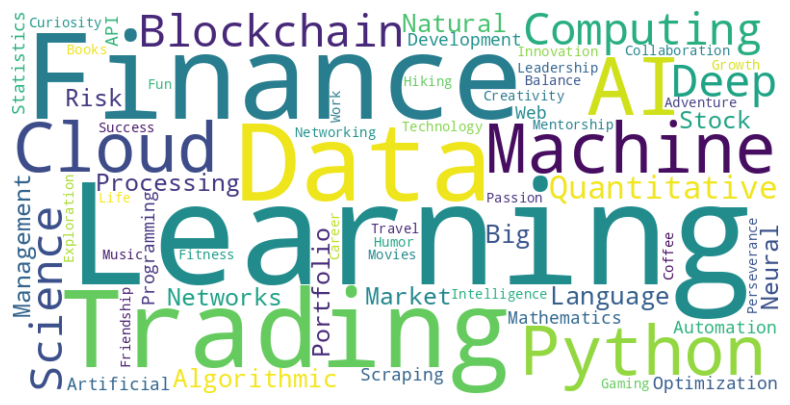 Curiosity
API
Blockchain
Natural
Computing
Statistics
Books
Finance
Development
Innovation
Collaboration
Leadership
Growth
AI
Deep
Risk
Fun
Hiking
Balance
Work
Creativity
Adventure
Web
Success
Networking
Technology
Mentorship
Stock
Cloud
Data
Machine
Management
Processing
Exploration
Life
Passion
Quantitative
Learning
Programming
Science
Music
Fitness
Portfolio
Career
Travel
Humor
Movies
Big
Coffee
Perseverance
Neural
Friendship
Networks
Market
Intelligence
Language
Trading
Mathematics
Python
Automation
Artificial
Algorithmic
Scraping
Gaming
Optimization